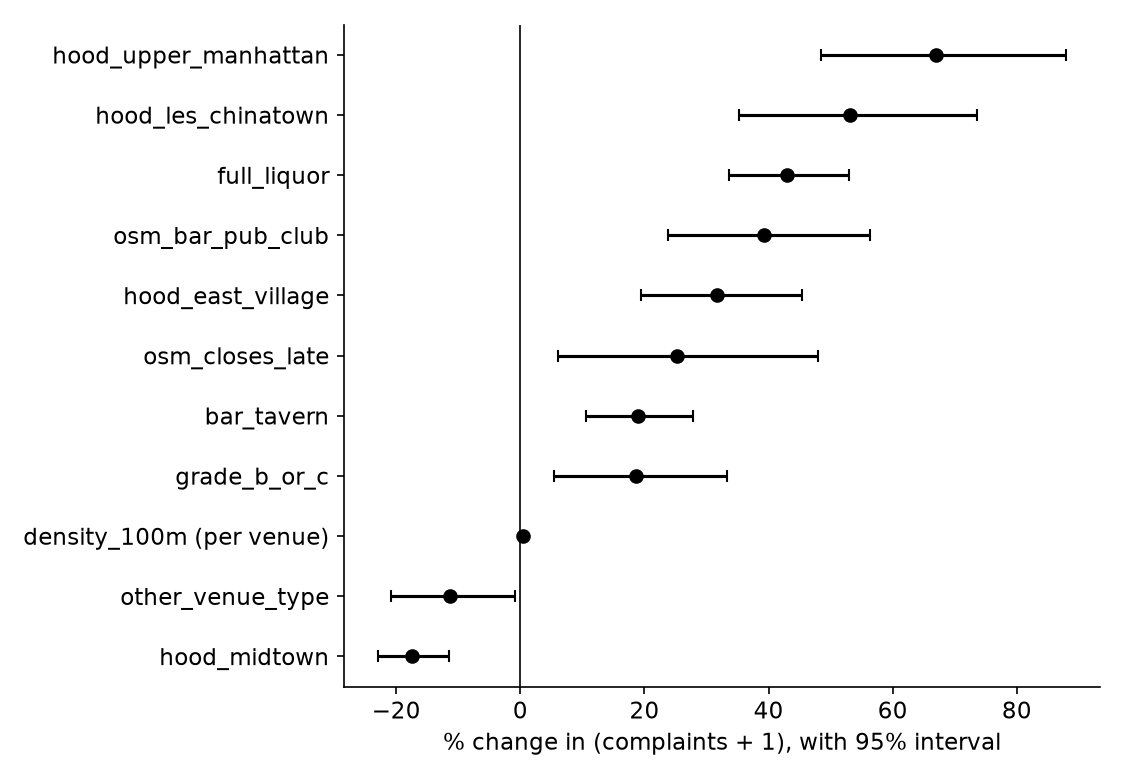 hood_upper_manhattan
hood_les_chinatown
full_liquor
osm_bar_pub_club
hood_east_village
osm_closes_late
bar_tavern
grade_b_or_c
density_100m (per venue)
other_venue_type
hood_midtown
−20 0 20 40 60 80
% change in (complaints + 1), with 95% interval